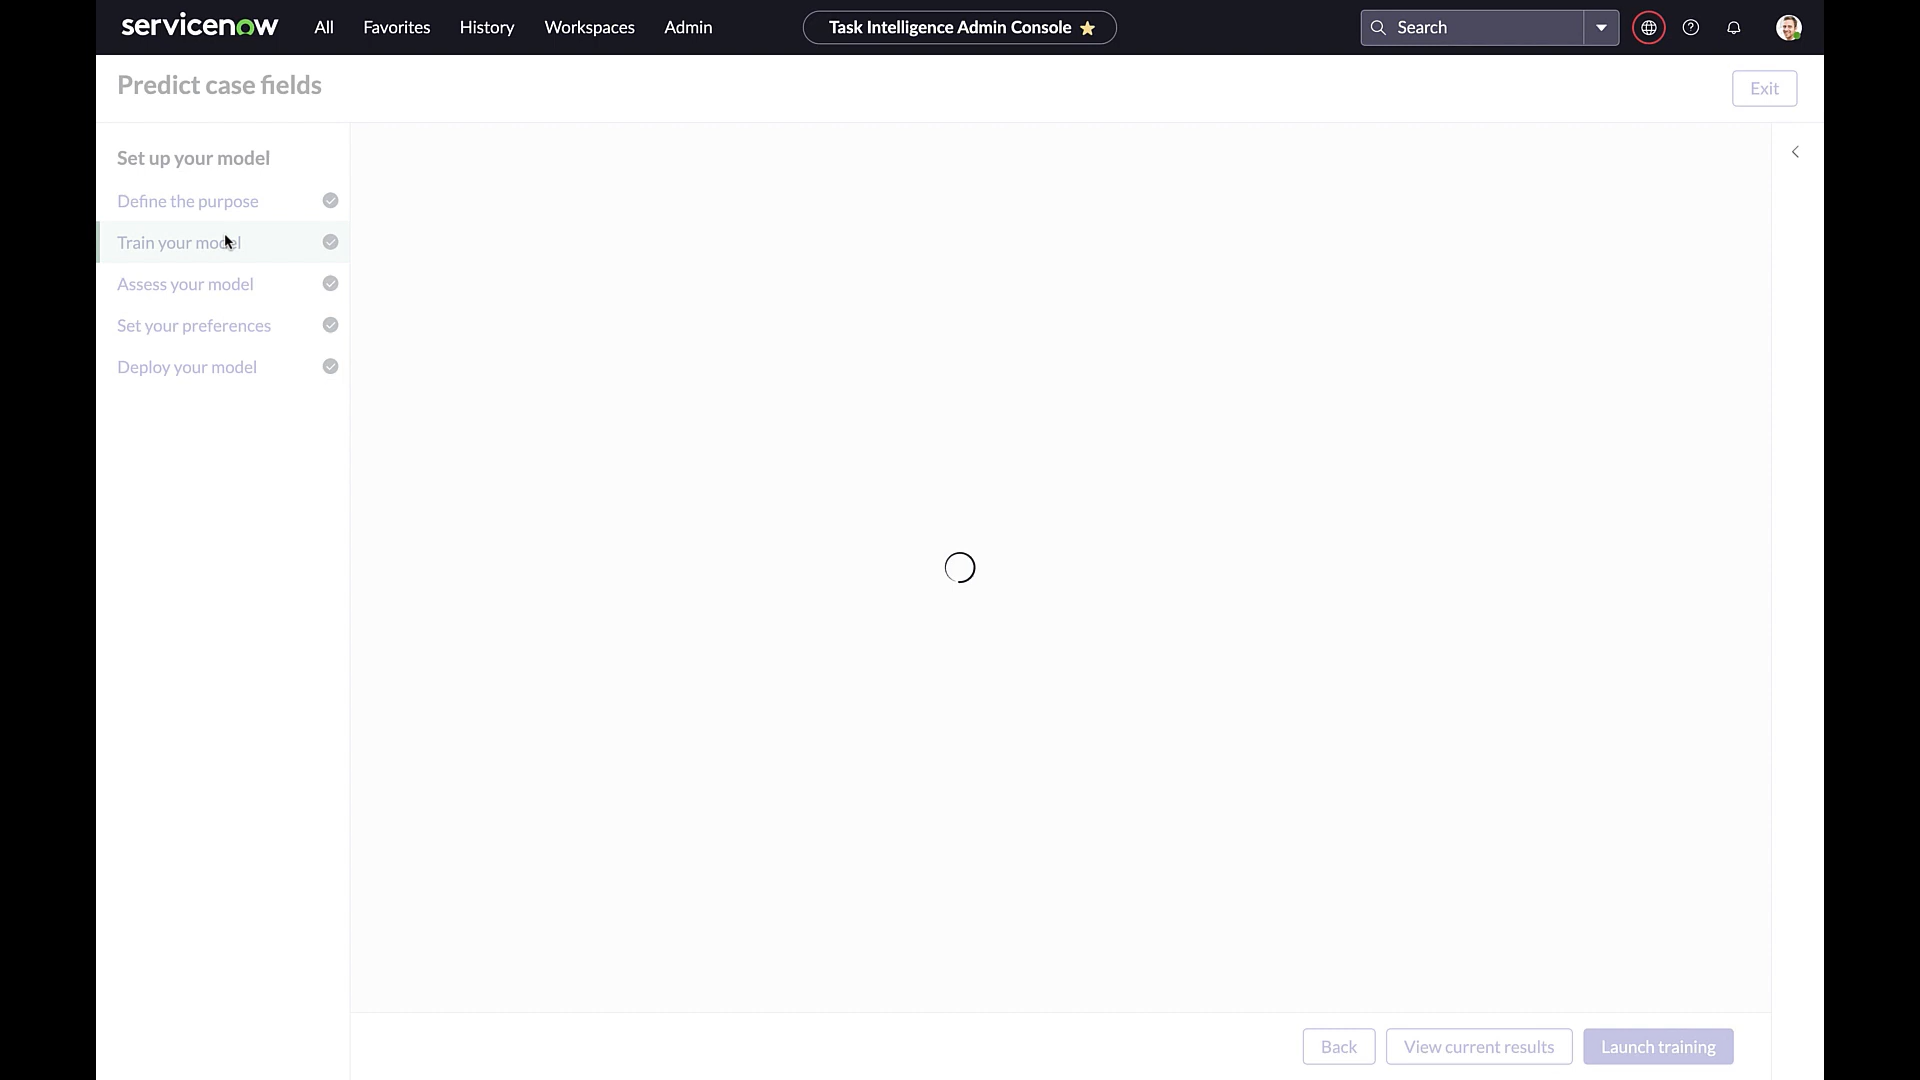 servicenow All Favorites History Workspaces Admin Task Intelligence Admin Console Search
Predict case fields
Exit
Set up your model
Define the purpose
Train your model
Assess your model
Set your preferences
Deploy your model
Back View current results Launch training